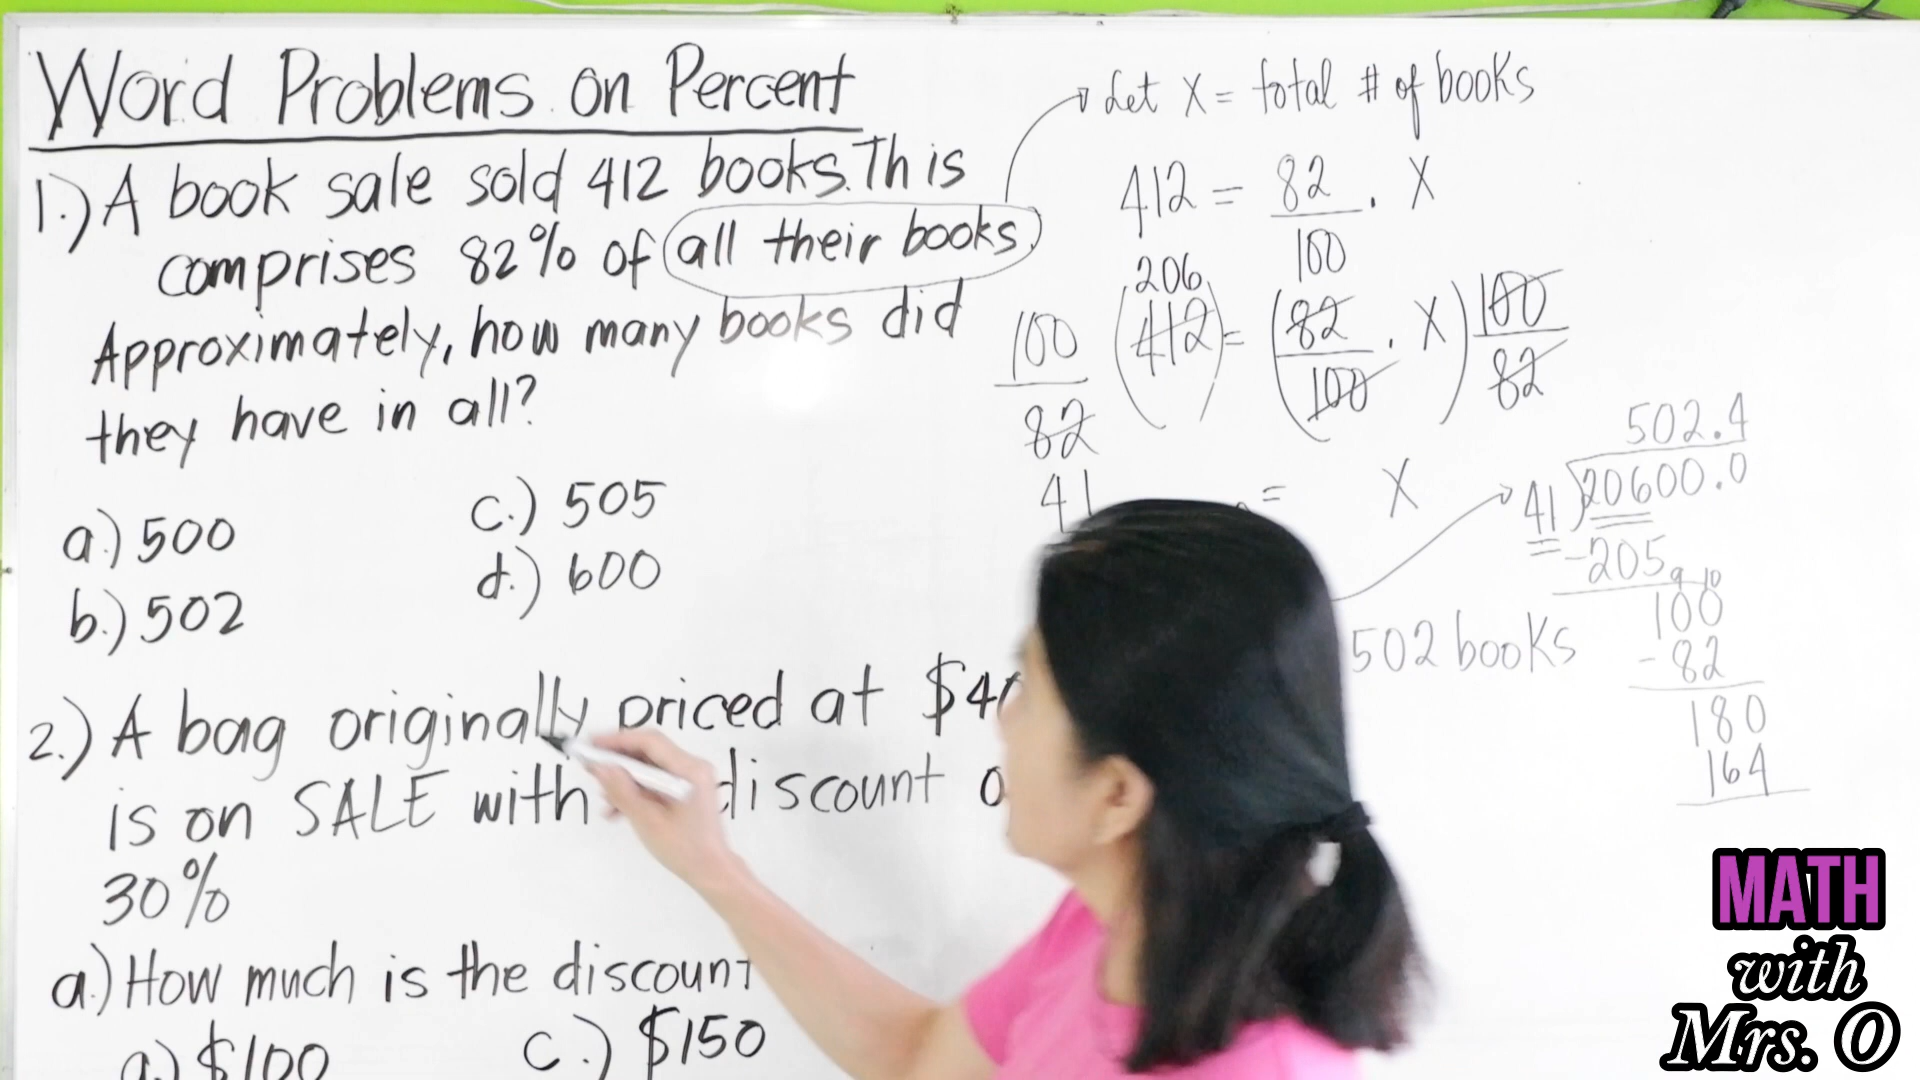 Word Problems on Percent
1.) A book sale sold 412 books. This
comprises 82% of all their books.
Approximately, how many books did
they have in all?
a.) 500
b.) 502
c.) 505
d.) 600
2.) A bag originally priced at $4
is on SALE with discount
30%
a.) How much is the discount
a.) $100
c.) $150
Let X = total # of books
412 = 82/100 . X
206
100/82 (412) = (82/100 . X) 100/82
41
= X
502.4
41)20600.0
-205
9 10
100
-82
180
164
502 books
MATH
with
Mrs. O